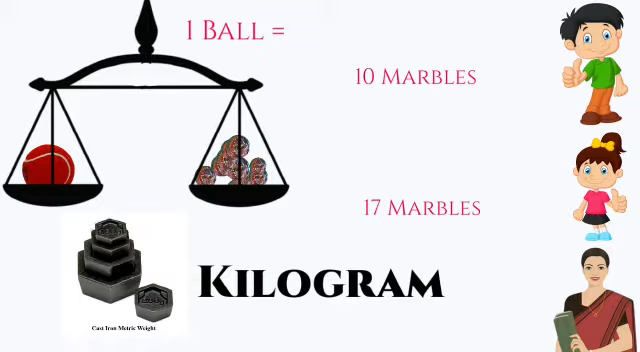 1 Ball =
10 Marbles
17 Marbles
Kilogram
Cast Iron Metric Weight